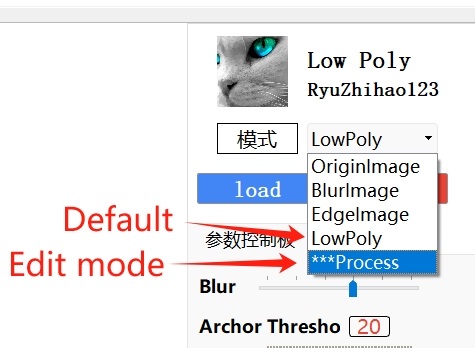 Low Poly
RyuZhihao123
模式
LowPoly
OriginImage
BlurImage
EdgeImage
LowPoly
***Process
load
Default
Edit mode
参数控制板
Blur
Archor Thresho 20